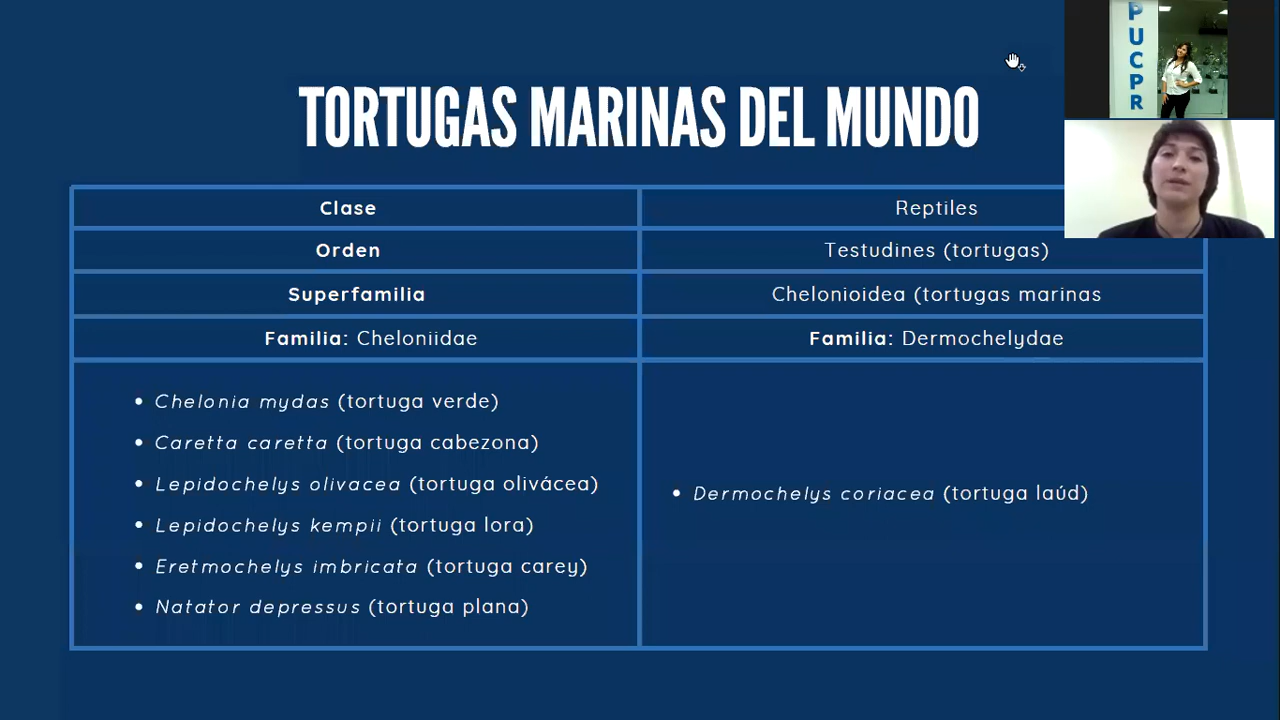 TORTUGAS MARINAS DEL MUNDO
PUCPR
Clase
Reptiles
Orden
Testudines (tortugas)
Superfamilia
Chelonioidea (tortugas marinas
Familia: Cheloniidae
Familia: Dermochelydae
• Chelonia mydas (tortuga verde)
• Caretta caretta (tortuga cabezona)
• Lepidochelys olivacea (tortuga olivácea)
• Lepidochelys kempii (tortuga lora)
• Eretmochelys imbricata (tortuga carey)
• Natator depressus (tortuga plana)
• Dermochelys coriacea (tortuga laúd)